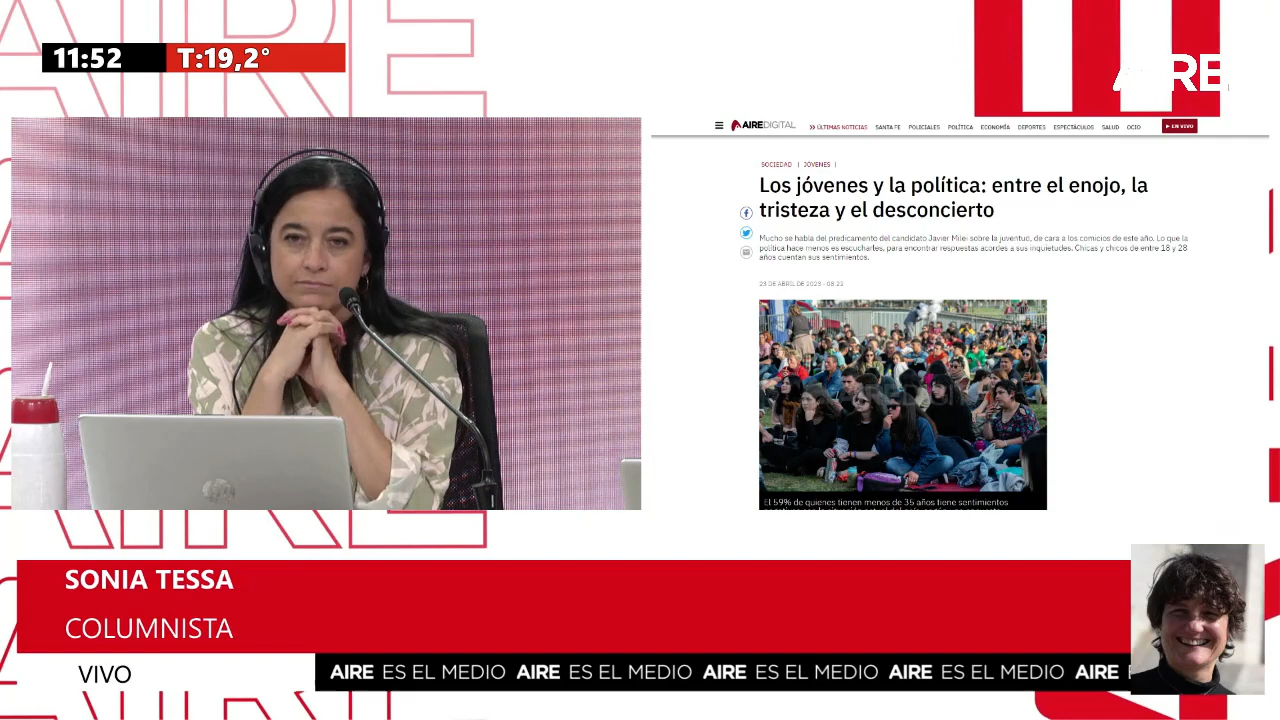 11:52 T:19,2°
AIRE
AIREDIGITAL
ÚLTIMAS NOTICIAS SANTA FE POLICIALES POLÍTICA ECONOMÍA DEPORTES ESPECTÁCULOS SALUD OCIO EN VIVO
SOCIEDAD | JÓVENES |
Los jóvenes y la política: entre el enojo, la
tristeza y el desconcierto
Mucho se habla del predicamento del candidato Javier Milei sobre la juventud, de cara a los comicios de este año. Lo que la
política hace menos es escucharles, para encontrar respuestas acordes a sus inquietudes. Chicas y chicos de entre 18 y 28
años cuentan sus sentimientos.
23 DE ABRIL DE 2023 - 08:22
El 59% de quienes tienen menos de 35 años tiene sentimientos
SONIA TESSA
COLUMNISTA
VIVO
AIRE ES EL MEDIO AIRE ES EL MEDIO AIRE ES EL MEDIO AIRE ES EL MEDIO AIRE